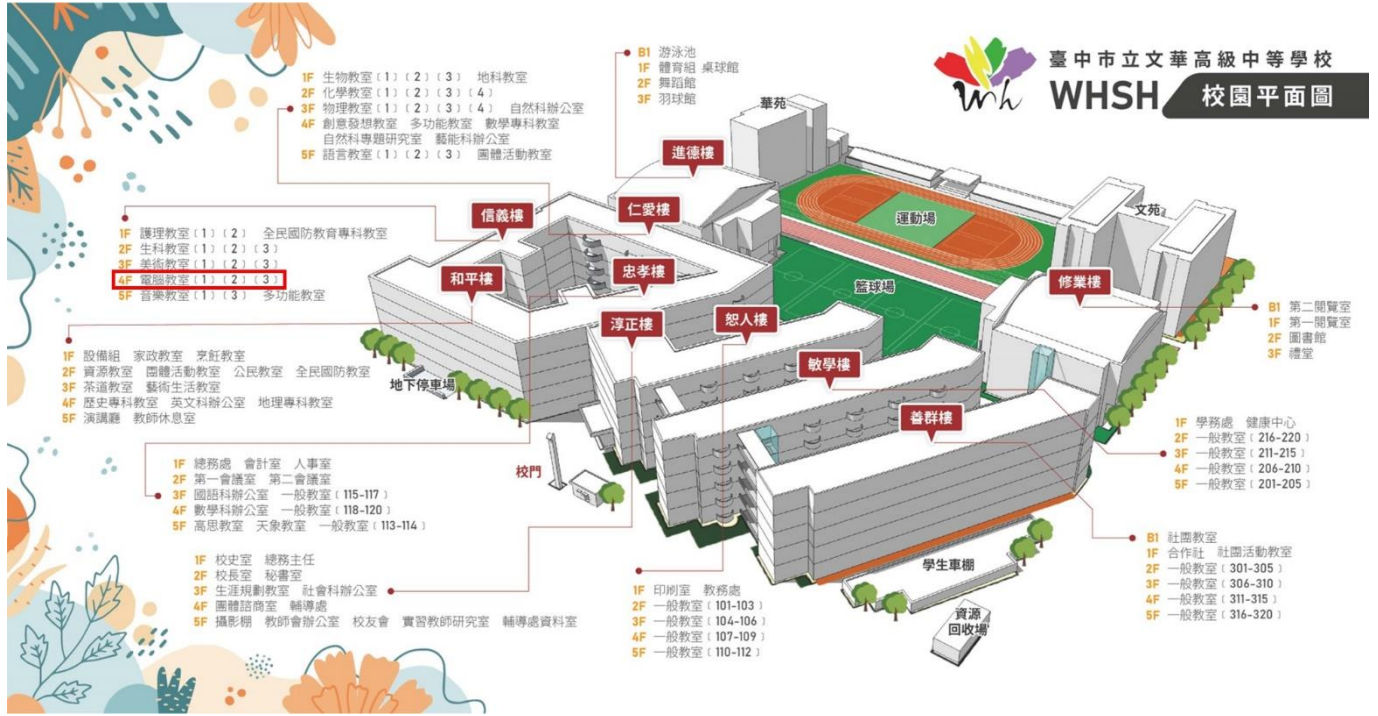 臺中市立文華高級中等學校
WHSH 校園平面圖
B1 游泳池
1F 體育組 桌球館
2F 舞蹈館
3F 羽球館
1F 生物教室(1)(2)(3) 地科教室
2F 化學教室(1)(2)(3)(4)
3F 物理教室(1)(2)(3)(4) 自然科辦公室
4F 創意發想教室 多功能教室 數學專科教室
自然科專題研究室 藝能科辦公室
5F 語言教室(1)(2)(3) 團體活動教室
華苑
進德樓
仁愛樓
信義樓
運動場
文苑
1F 護理教室(1)(2) 全民國防教育專科教室
2F 生科教室(1)(2)(3)
3F 美術教室(1)(2)(3)
4F 電腦教室(1)(2)(3)
5F 音樂教室(1)(3) 多功能教室
和平樓
忠孝樓
籃球場
修業樓
淳正樓
恕人樓
敏學樓
善群樓
B1 第二閱覽室
1F 第一閱覽室
2F 圖書館
3F 禮堂
1F 設備組 家政教室 烹飪教室
2F 資源教室 團體活動教室 公民教室 全民國防教室
3F 茶道教室 藝術生活教室
4F 歷史專科教室 英文科辦公室 地理專科教室
5F 演講廳 教師休息室
地下停車場
校門
1F 學務處 健康中心
2F 一般教室(216-220)
3F 一般教室(211-215)
4F 一般教室(206-210)
5F 一般教室(201-205)
1F 總務處 會計室 人事室
2F 第一會議室 第二會議室
3F 國語科辦公室 一般教室(115-117)
4F 數學科辦公室 一般教室(118-120)
5F 高思教室 天象教室 一般教室(113-114)
1F 校史室 總務主任
2F 校長室 秘書室
3F 生涯規劃教室 社會科辦公室
4F 團體諮商室 輔導處
5F 攝影棚 教師會辦公室 校友會 實習教師研究室 輔導處資料室
1F 印刷室 教務處
2F 一般教室(101-103)
3F 一般教室(104-106)
4F 一般教室(107-109)
5F 一般教室(110-112)
學生車棚
資源
回收場
B1 社團教室
1F 合作社 社團活動教室
2F 一般教室(301-305)
3F 一般教室(306-310)
4F 一般教室(311-315)
5F 一般教室(316-320)